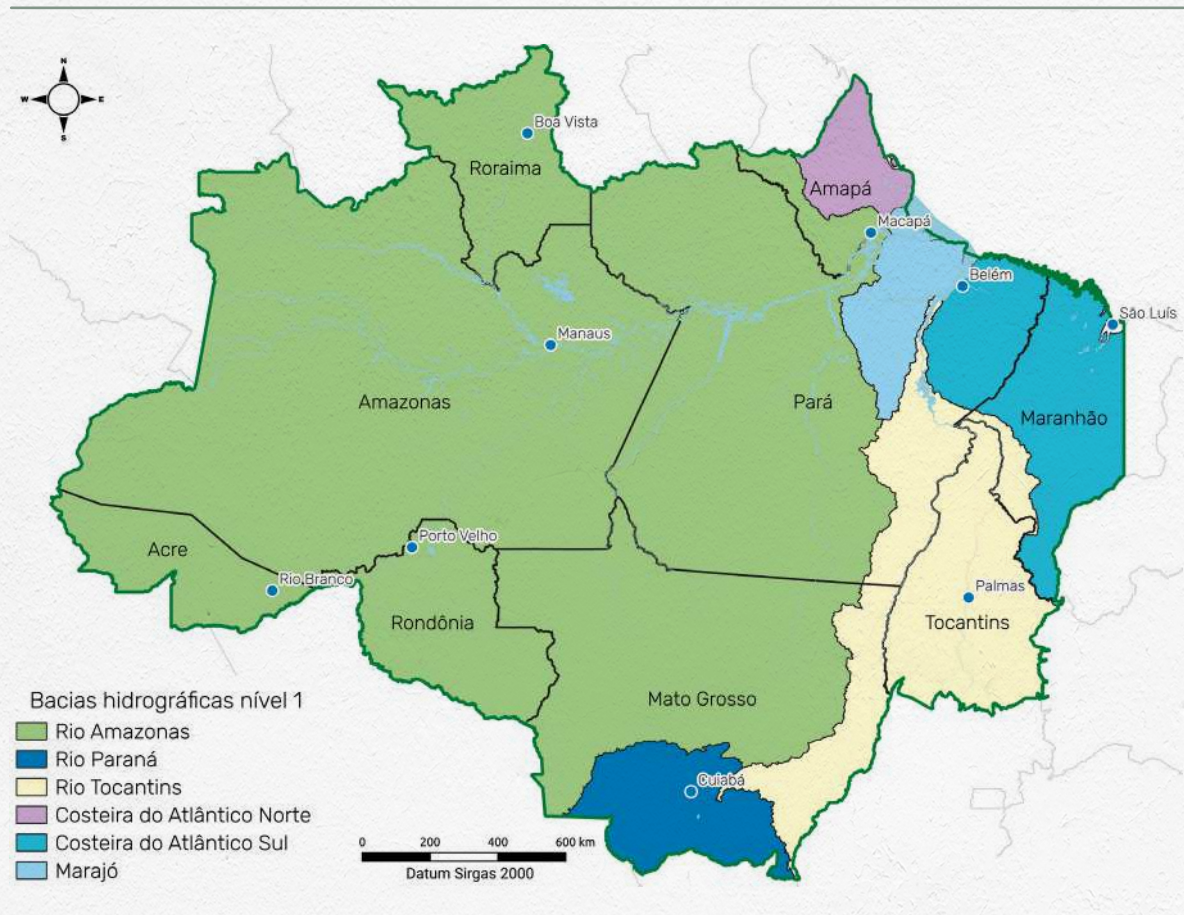 N
W E
S
Boa Vista
Roraima
Amapá
Macapá
Belém
São Luís
Manaus
Amazonas
Pará
Maranhão
Porto Velho
Acre
Rio Branco
Palmas
Rondônia
Tocantins
Mato Grosso
Cuiabá
Bacias hidrográficas nível 1
Rio Amazonas
Rio Paraná
Rio Tocantins
Costeira do Atlântico Norte
Costeira do Atlântico Sul
Marajó
0 200 400 600 km
Datum Sirgas 2000